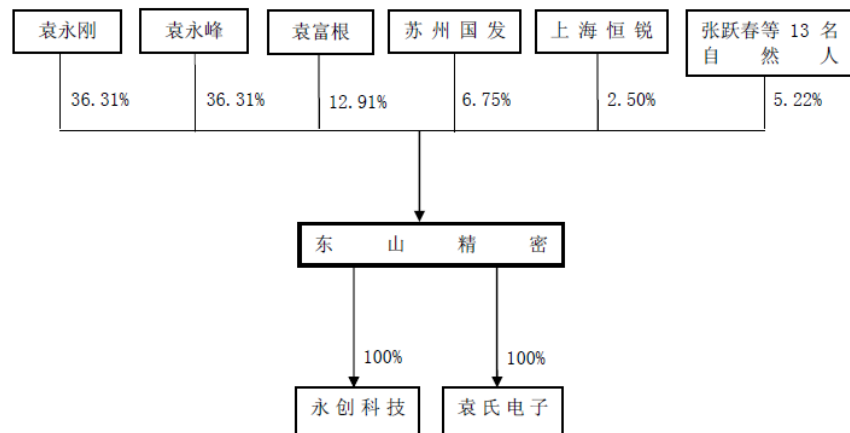 袁永刚 袁永峰 袁富根 苏州国发 上海恒锐 张跃春等 13 名
自然人
36.31% 36.31% 12.91% 6.75% 2.50% 5.22%
东山精密
100% 100%
永创科技 袁氏电子